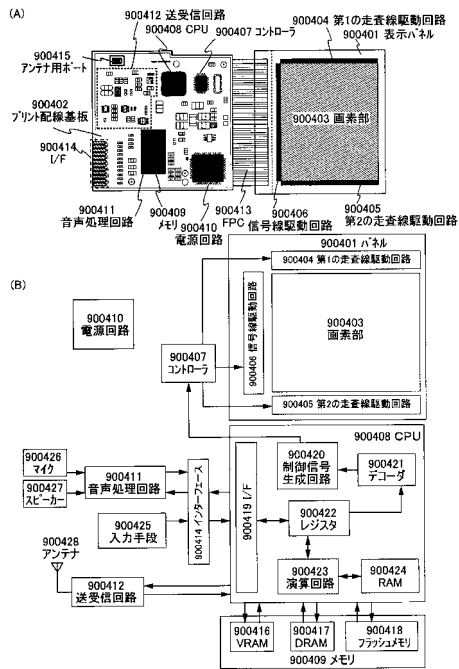 (A)
900412 送受信回路
900408 CPU
900407 コントローラ
900404 第1の走査線駆動回路
900401 表示パネル
900415
アンテナ用ポート
900402
プリント配線基板
900414
I/F
900403 画素部
900411
音声処理回路
900409
メモリ
900410
電源回路
900413
FPC
900406
信号線駆動回路
900405
第2の走査線駆動回路
(B)
900401 パネル
900404 第1の走査線駆動回路
900410
電源回路
900407
コントローラ
900406 信号線駆動回路
900403
画素部
900405 第2の走査線駆動回路
900408 CPU
900426
マイク
900427
スピーカー
900411
音声処理回路
900414 インターフェース
900419 I/F
900420
制御信号
生成回路
900421
デコーダ
900422
レジスタ
900425
入力手段
900423
演算回路
900424
RAM
900428
アンテナ
900412
送受信回路
900416
VRAM
900417
DRAM
900418
フラッシュメモリ
900409 メモリ